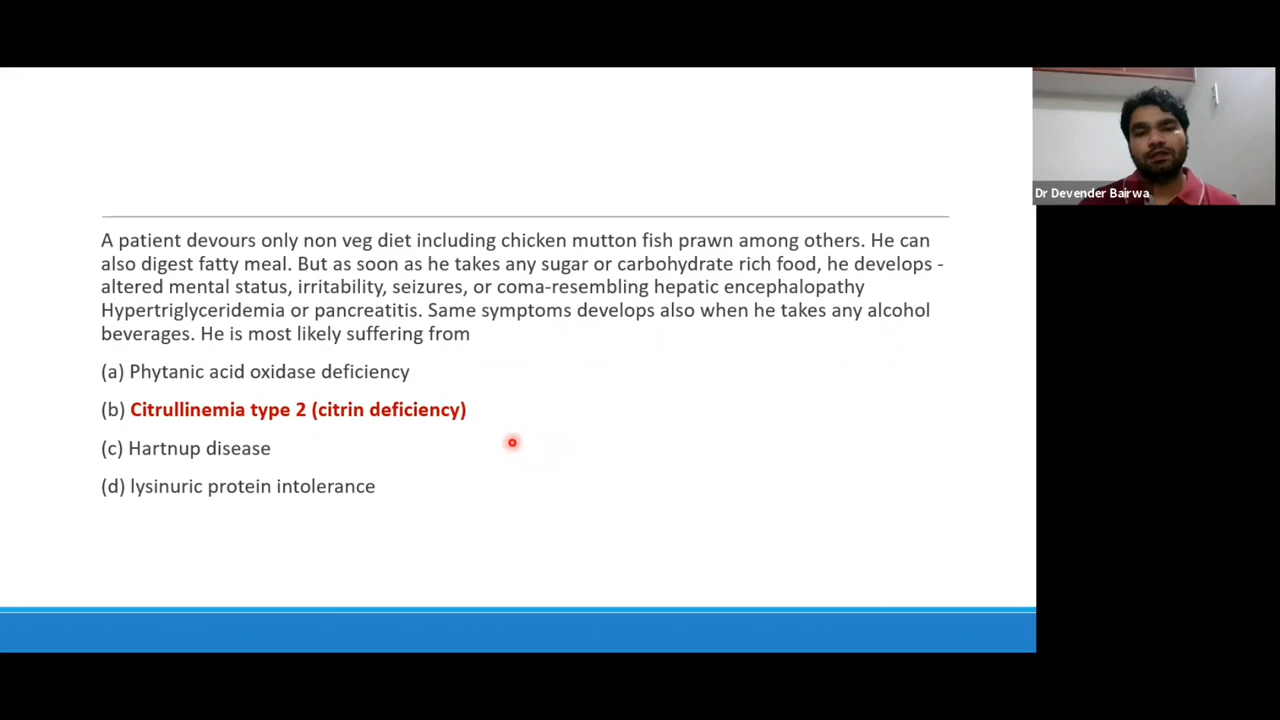 Dr Devender Bairwa
A patient devours only non veg diet including chicken mutton fish prawn among others. He can
also digest fatty meal. But as soon as he takes any sugar or carbohydrate rich food, he develops -
altered mental status, irritability, seizures, or coma-resembling hepatic encephalopathy
Hypertriglyceridemia or pancreatitis. Same symptoms develops also when he takes any alcohol
beverages. He is most likely suffering from
(a) Phytanic acid oxidase deficiency
(b) Citrullinemia type 2 (citrin deficiency)
(c) Hartnup disease
(d) lysinuric protein intolerance